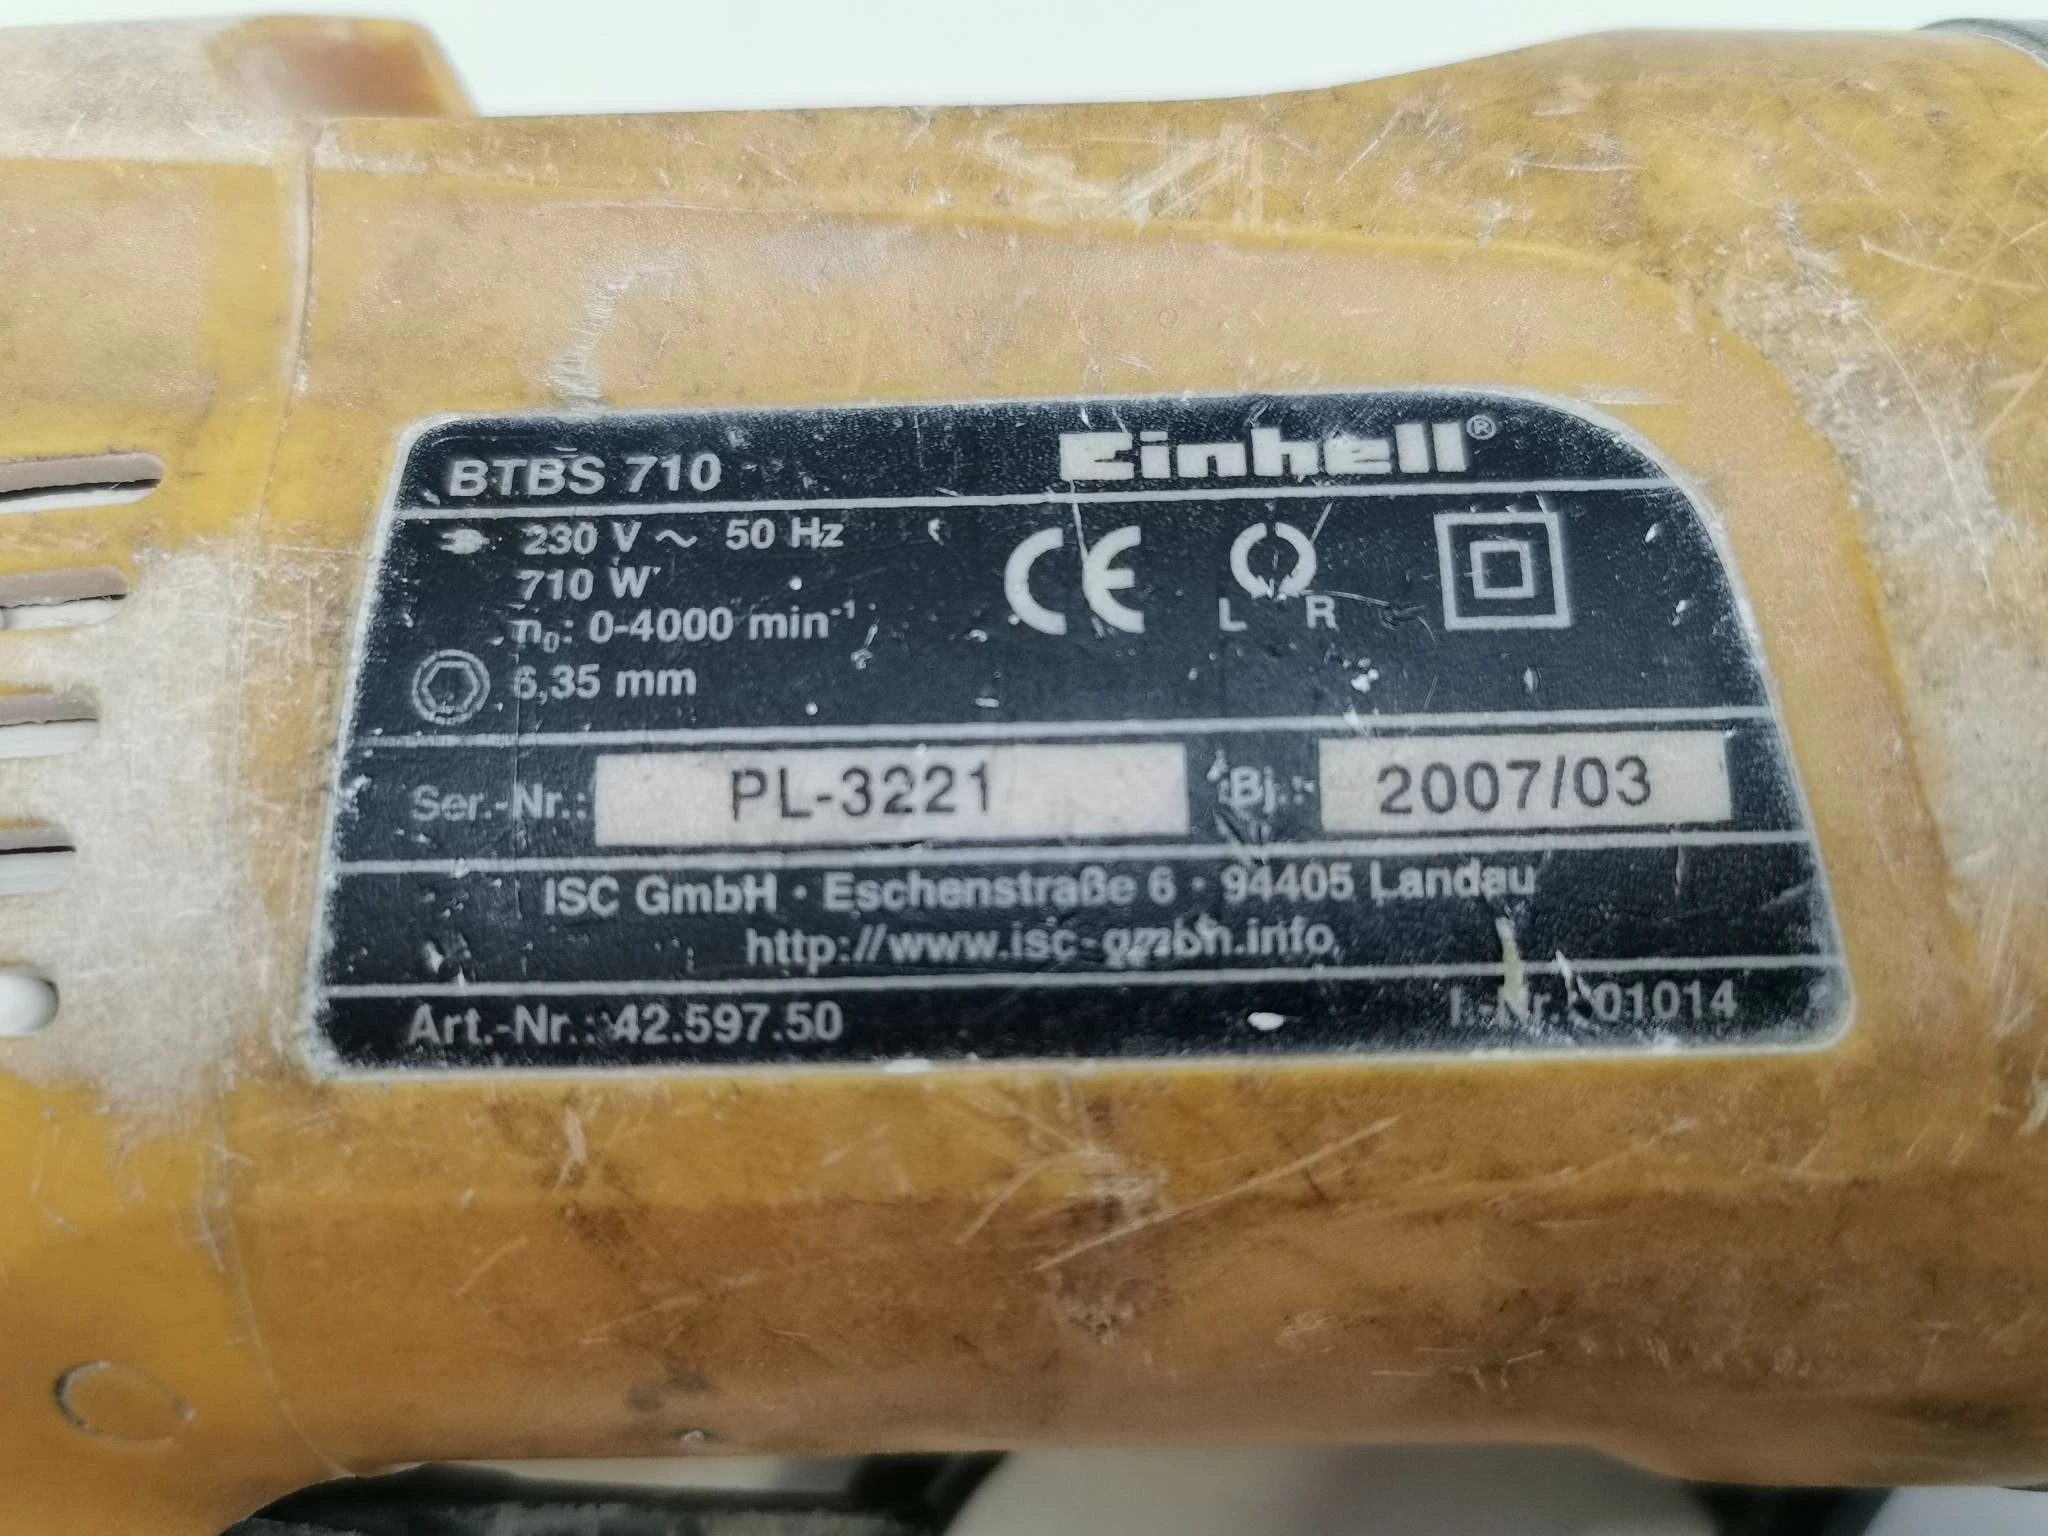 BTBS 710 Einhell®
230 V ~ 50 Hz
710 W
n₀: 0-4000 min⁻¹
6,35 mm
CE
L R
Ser.-Nr.: PL-3221 Bj.: 2007/03
ISC GmbH · Eschenstraße 6 · 94405 Landau
http://www.isc-gmbh.info
Art.-Nr.: 42.597.50 I.-Nr.: 01014